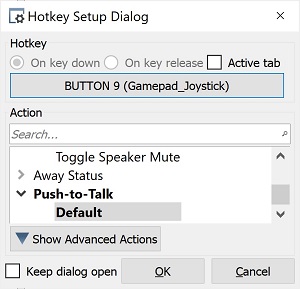 Hotkey Setup Dialog
Hotkey
On key down On key release Active tab
BUTTON 9 (Gamepad_Joystick)
Action
Search...
Toggle Speaker Mute
Away Status
Push-to-Talk
Default
Show Advanced Actions
Keep dialog open OK Cancel